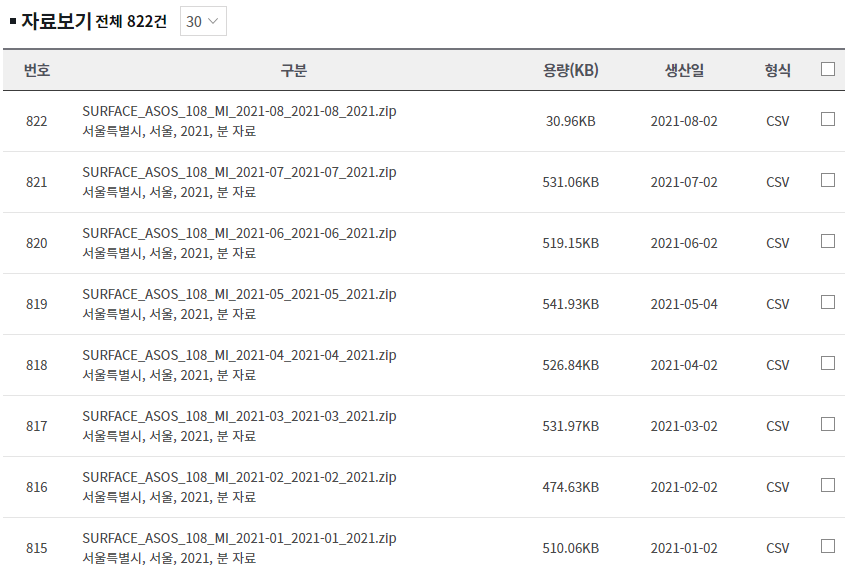 자료보기 전체 822건 30
번호 구분 용량(KB) 생산일 형식
SURFACE_ASOS_108_MI_2021-08_2021-08_2021.zip
822 30.96KB 2021-08-02 CSV
서울특별시, 서울, 2021, 분 자료
SURFACE_ASOS_108_MI_2021-07_2021-07_2021.zip
821 531.06KB 2021-07-02 CSV
서울특별시, 서울, 2021, 분 자료
SURFACE_ASOS_108_MI_2021-06_2021-06_2021.zip
820 519.15KB 2021-06-02 CSV
서울특별시, 서울, 2021, 분 자료
SURFACE_ASOS_108_MI_2021-05_2021-05_2021.zip
819 541.93KB 2021-05-04 CSV
서울특별시, 서울, 2021, 분 자료
SURFACE_ASOS_108_MI_2021-04_2021-04_2021.zip
818 526.84KB 2021-04-02 CSV
서울특별시, 서울, 2021, 분 자료
SURFACE_ASOS_108_MI_2021-03_2021-03_2021.zip
817 531.97KB 2021-03-02 CSV
서울특별시, 서울, 2021, 분 자료
SURFACE_ASOS_108_MI_2021-02_2021-02_2021.zip
816 474.63KB 2021-02-02 CSV
서울특별시, 서울, 2021, 분 자료
SURFACE_ASOS_108_MI_2021-01_2021-01_2021.zip
815 510.06KB 2021-01-02 CSV
서울특별시, 서울, 2021, 분 자료